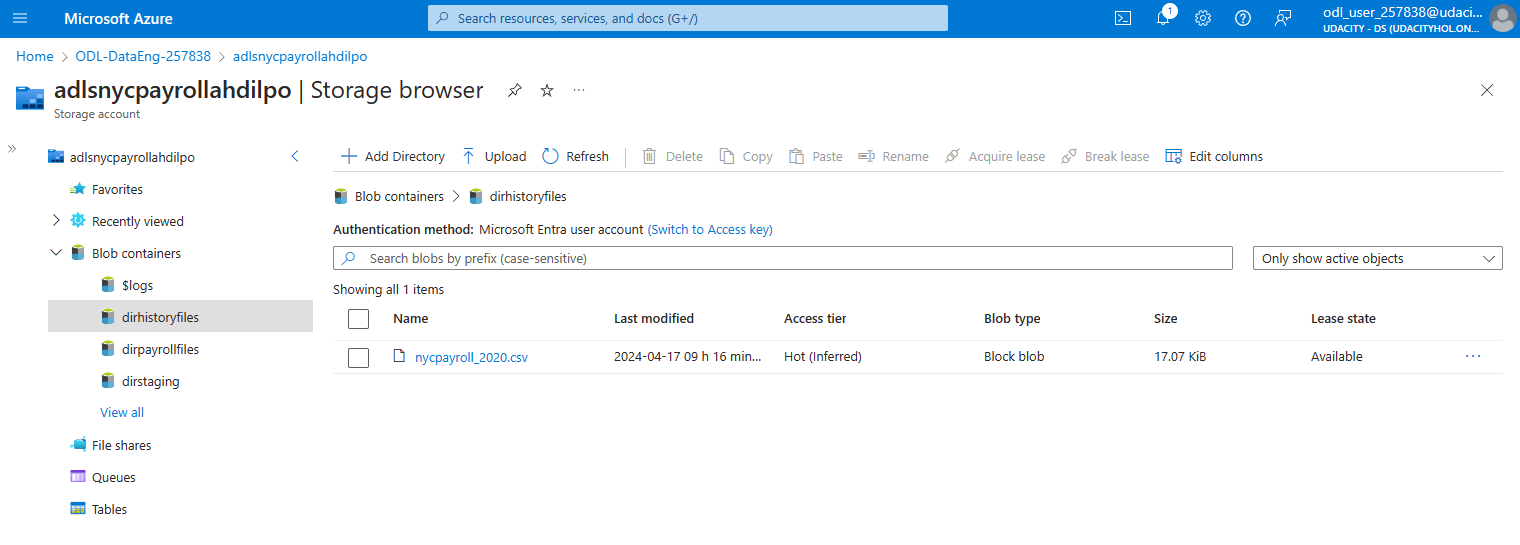 Microsoft Azure
Search resources, services, and docs (G+/)
1
odl_user_257838@udaci...
UDACITY - DS (UDACITYHOL.ON...
Home > ODL-DataEng-257838 > adlsnycpayrollahdilpo
adlsnycpayrollahdilpo | Storage browser
Storage account
adlsnycpayrollahdilpo
Favorites
Recently viewed
Blob containers
$logs
dirhistoryfiles
dirpayrollfiles
dirstaging
View all
File shares
Queues
Tables
Add Directory Upload Refresh Delete Copy Paste Rename Acquire lease Break lease Edit columns
Blob containers > dirhistoryfiles
Authentication method: Microsoft Entra user account (Switch to Access key)
Search blobs by prefix (case-sensitive)
Only show active objects
Showing all 1 items
Name Last modified Access tier Blob type Size Lease state
nycpayroll_2020.csv 2024-04-17 09 h 16 min... Hot (Inferred) Block blob 17.07 KiB Available